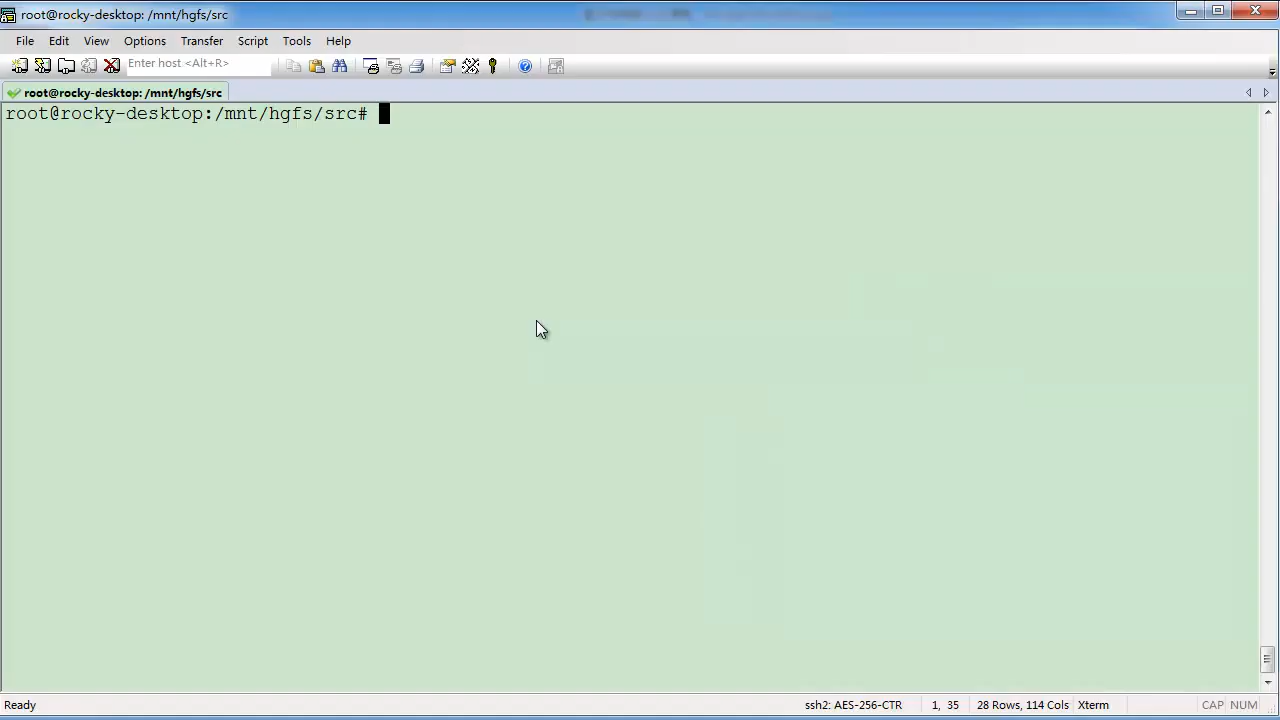 root@rocky-desktop: /mnt/hgfs/src
File Edit View Options Transfer Script Tools Help
Enter host <Alt+R>
root@rocky-desktop: /mnt/hgfs/src
root@rocky-desktop:/mnt/hgfs/src#
Ready ssh2: AES-256-CTR 1, 35 28 Rows, 114 Cols Xterm CAP NUM